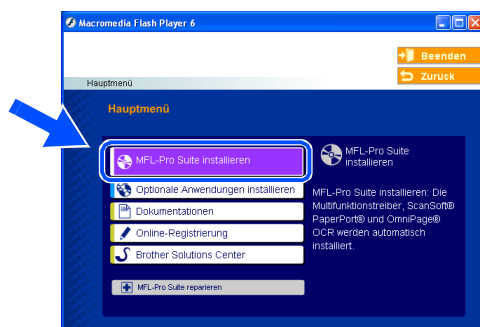 Macromedia Flash Player 6
Beenden
Zurück
Hauptmenü
Hauptmenü
MFL-Pro Suite installieren
Optionale Anwendungen installieren
Dokumentationen
Online-Registrierung
Brother Solutions Center
MFL-Pro Suite reparieren
MFL-Pro Suite
installieren
MFL-Pro Suite installieren: Die
Multifunktionstreiber, ScanSoft®
PaperPort® und OmniPage®
OCR werden automatisch
installiert.